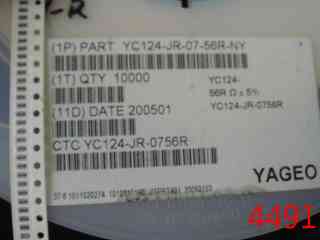 -R
(1P) PART YC124-JR-07-56R-NY
(1T) QTY 10000
YC124-
56R Ω ± 5%
(11D) DATE 200501
YC124-JR-0756R
CTC YC124-JR-0756R
YAGEO
4491